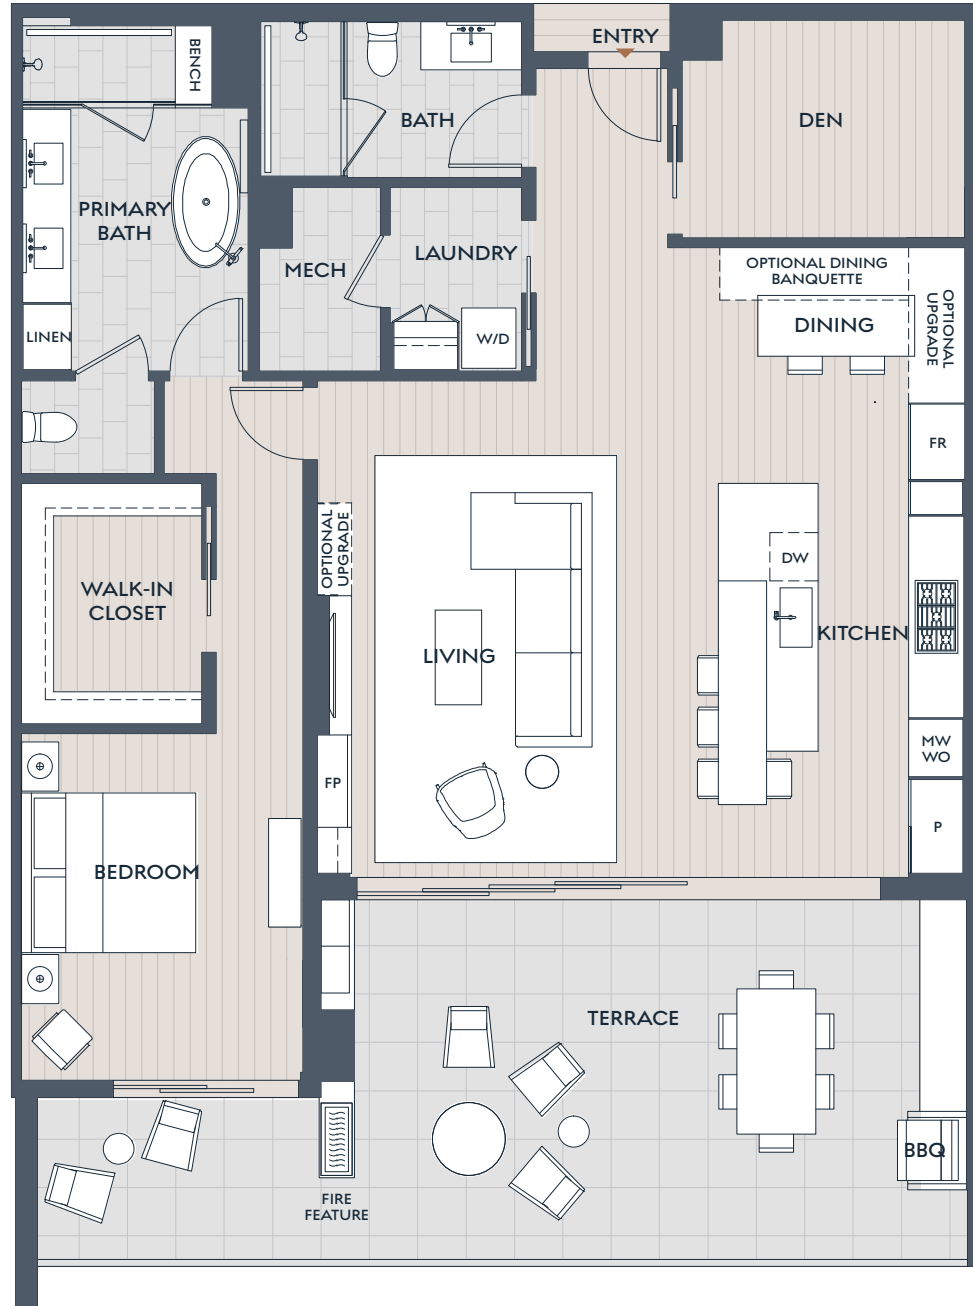 ENTRY
BENCH
BATH
DEN
PRIMARY
BATH
LAUNDRY
MECH
OPTIONAL DINING
BANQUETTE
OPTIONAL
UPGRADE
DINING
LINEN
W/D
FR
OPTIONAL
UPGRADE
DW
WALK-IN
CLOSET
KITCHEN
LIVING
MW
WO
FP
P
BEDROOM
TERRACE
BBQ
FIRE
FEATURE